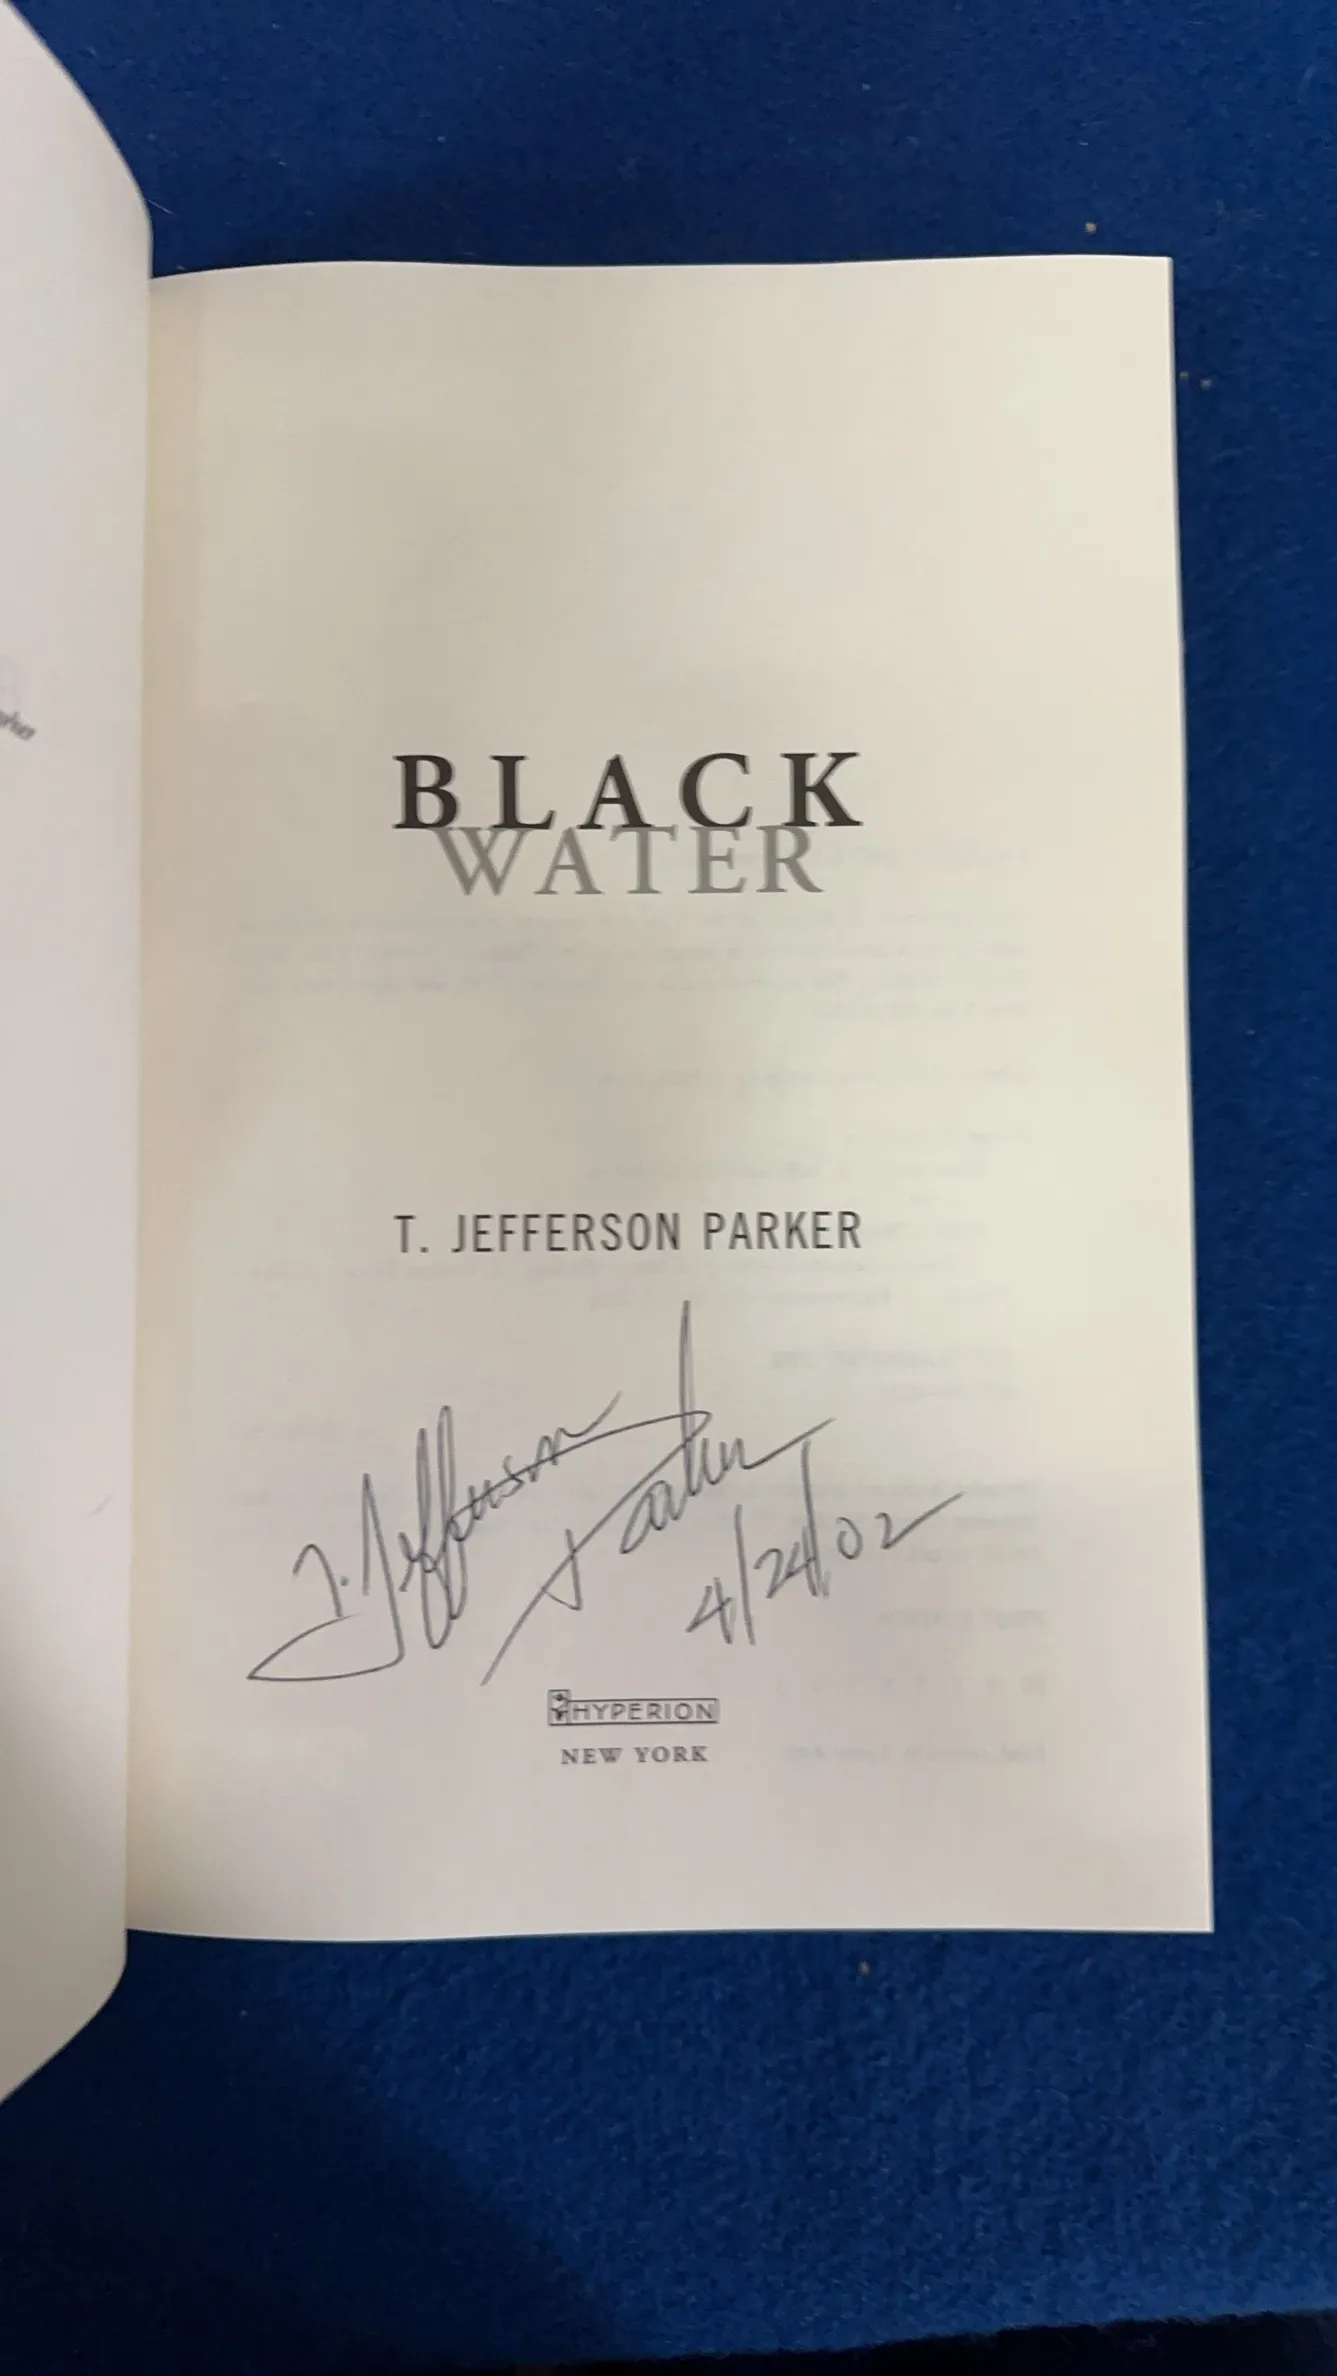 BLACK
WATER
T. JEFFERSON PARKER
T. Jefferson
Parker
4/24/02
HYPERION
NEW YORK